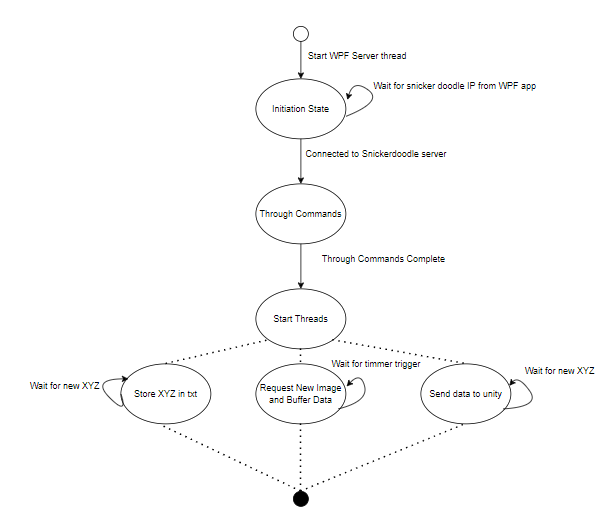 Start WPF Server thread
Wait for snicker doodle IP from WPF app
Initiation State
Connected to Snickerdoodle server
Through Commands
Through Commands Complete
Start Threads
Wait for timmer trigger
Wait for new XYZ
Wait for new XYZ
Store XYZ in txt
Request New Image
and Buffer Data
Send data to unity